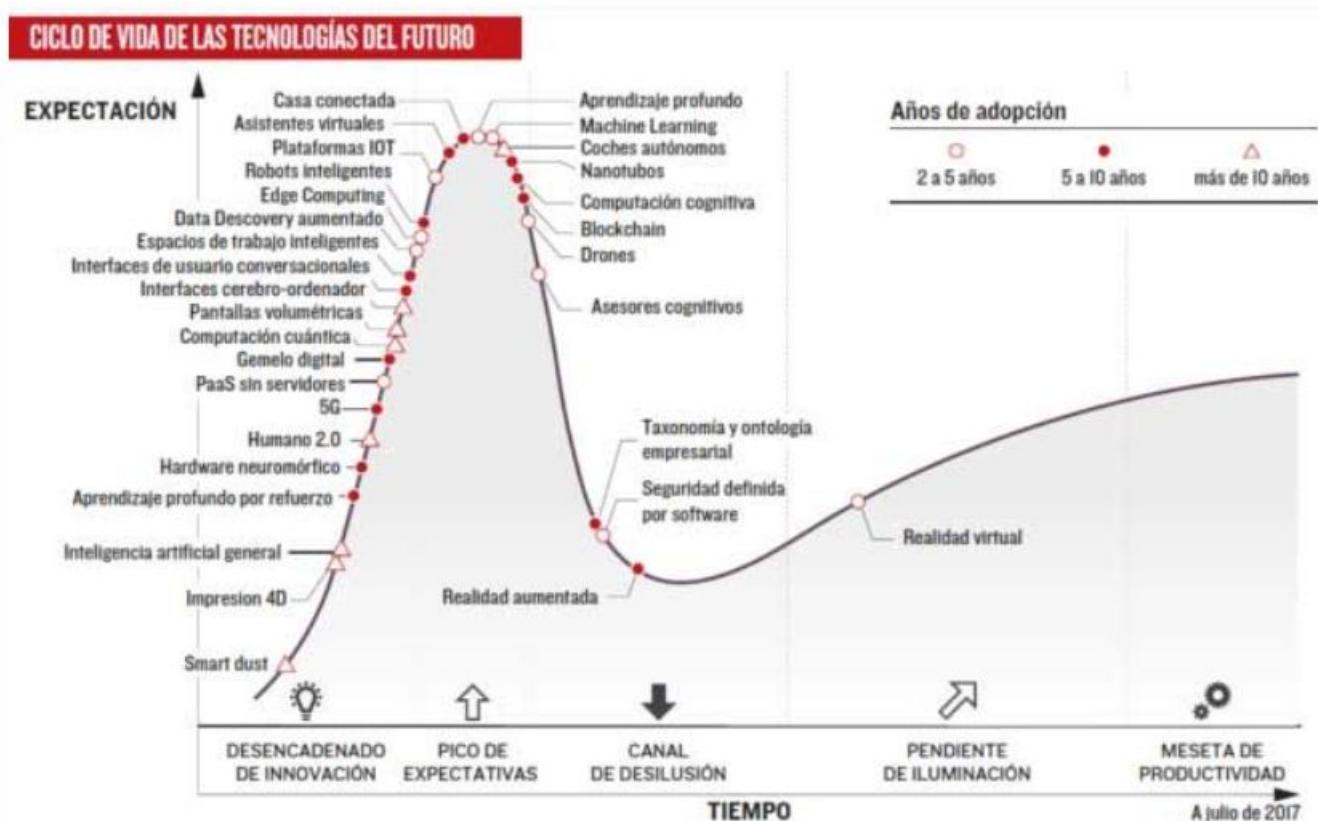 CICLO DE VIDA DE LAS TECNOLOGÍAS DEL FUTURO
EXPECTACIÓN
Casa conectada
Asistentes virtuales
Plataformas IOT
Robots inteligentes
Edge Computing
Data Descovery aumentado
Espacios de trabajo inteligentes
Interfaces de usuario conversacionales
Interfaces cerebro-ordenador
Pantallas volumétricas
Computación cuántica
Gemelo digital
PaaS sin servidores
5G
Humano 2.0
Hardware neuromórfico
Aprendizaje profundo por refuerzo
Inteligencia artificial general
Impresion 4D
Smart dust
Aprendizaje profundo
Machine Learning
Coches autónomos
Nanotubos
Computación cognitiva
Blockchain
Drones
Asesores cognitivos
Años de adopción
2 a 5 años
5 a 10 años
más de 10 años
Taxonomía y ontología
empresarial
Seguridad definida
por software
Realidad aumentada
Realidad virtual
DESENCADENADO
DE INNOVACIÓN
PICO DE
EXPECTATIVAS
CANAL
DE DESILUSIÓN
PENDIENTE
DE ILUMINACIÓN
MESETA DE
PRODUCTIVIDAD
TIEMPO
A julio de 2017